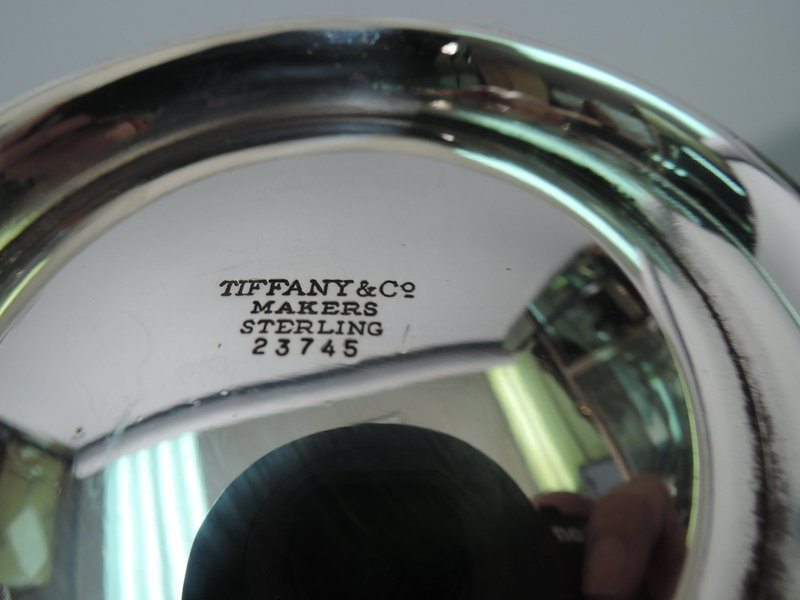 TIFFANY & Cº
MAKERS
STERLING
23745